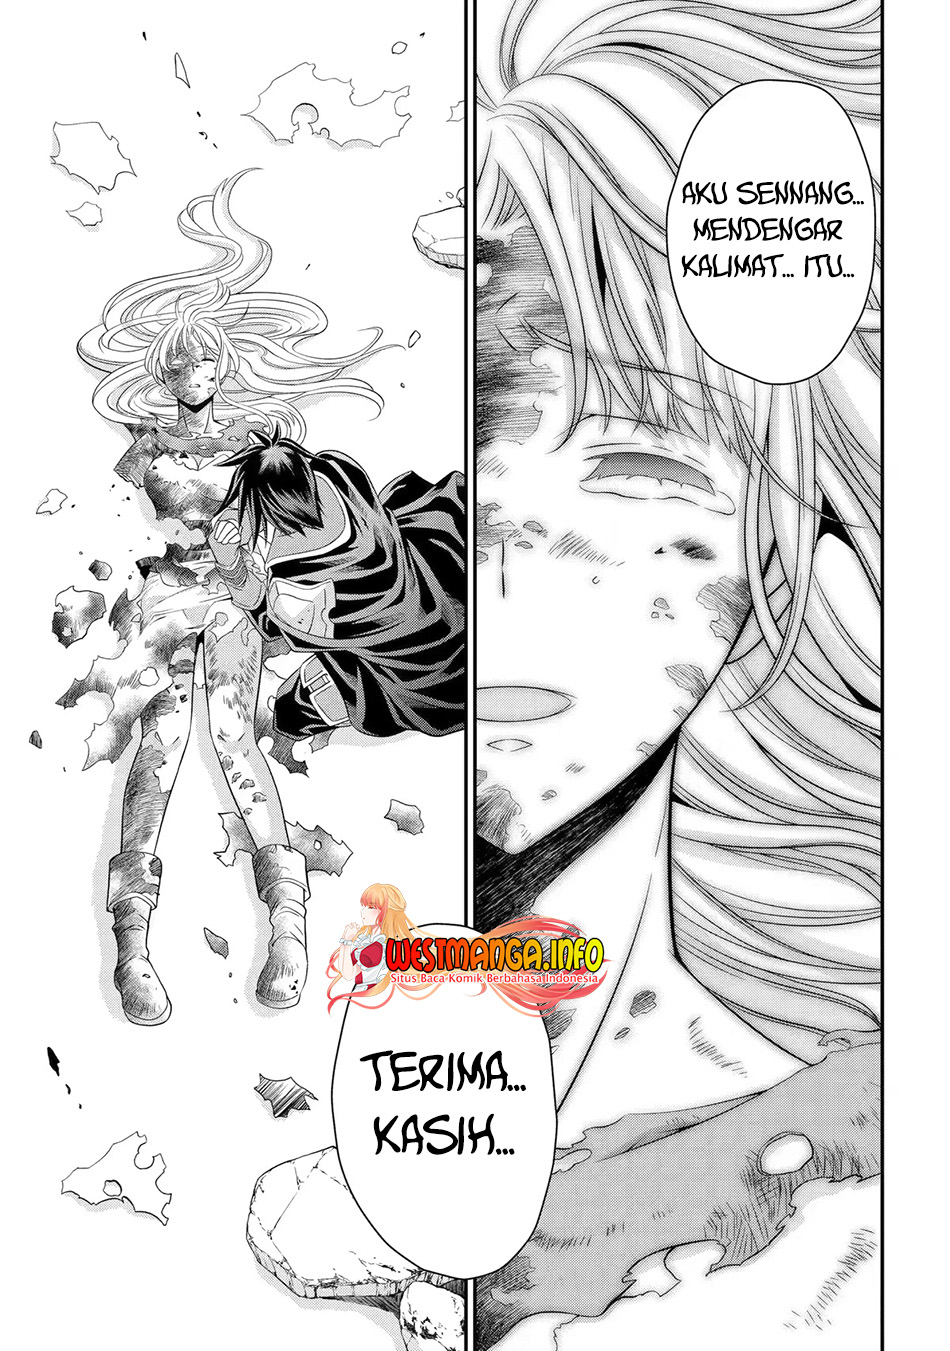 AKU SENNANG...
MENDENGAR
KALIMAT... ITU...
WESTMANGA.INFO
Situs Baca Komik Berbahasa Indonesia
TERIMA...
KASIH...